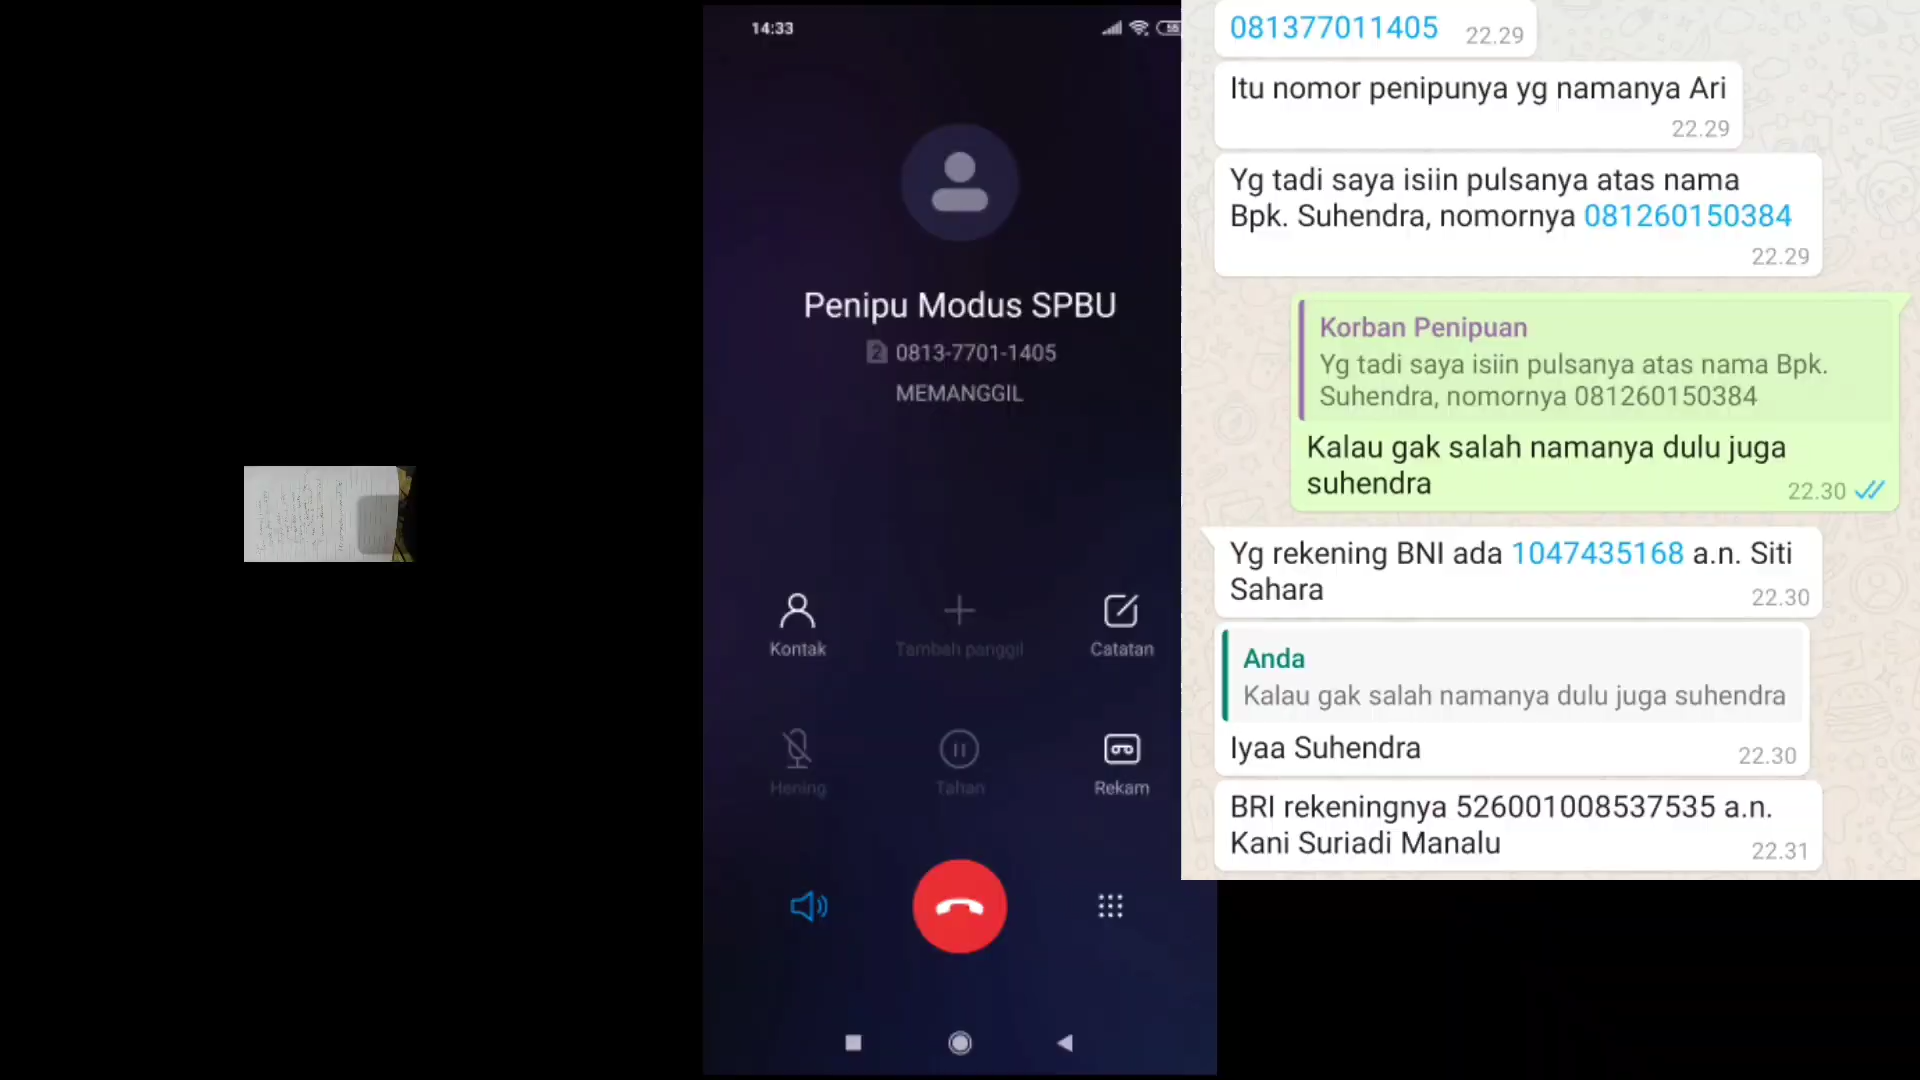 14:33
Penipu Modus SPBU
2 0813-7701-1405
MEMANGGIL
Kontak
Tambah panggil
Catatan
Hening
Tahan
Rekam
081377011405 22.29
Itu nomor penipunya yg namanya Ari
22.29
Yg tadi saya isiin pulsanya atas nama
Bpk. Suhendra, nomornya 081260150384
22.29
Korban Penipuan
Yg tadi saya isiin pulsanya atas nama Bpk.
Suhendra, nomornya 081260150384
Kalau gak salah namanya dulu juga
suhendra
22.30
Yg rekening BNI ada 1047435168 a.n. Siti
Sahara
22.30
Anda
Kalau gak salah namanya dulu juga suhendra
Iyaa Suhendra
22.30
BRI rekeningnya 526001008537535 a.n.
Kani Suriadi Manalu
22.31